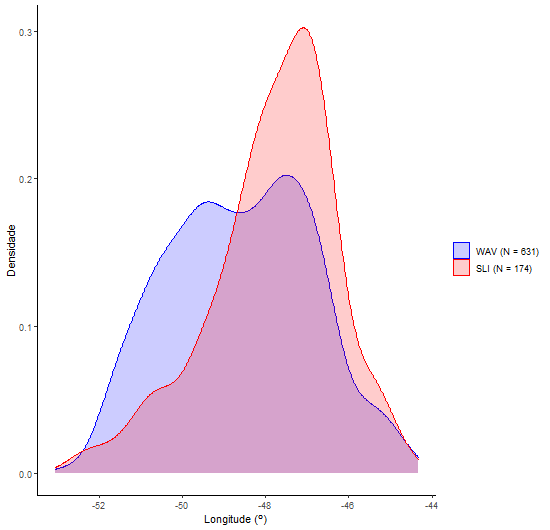 Densidade
0.3
0.2
0.1
0.0
-52 -50 -48 -46 -44
Longitude (º)
WAV (N = 631)
SLI (N = 174)